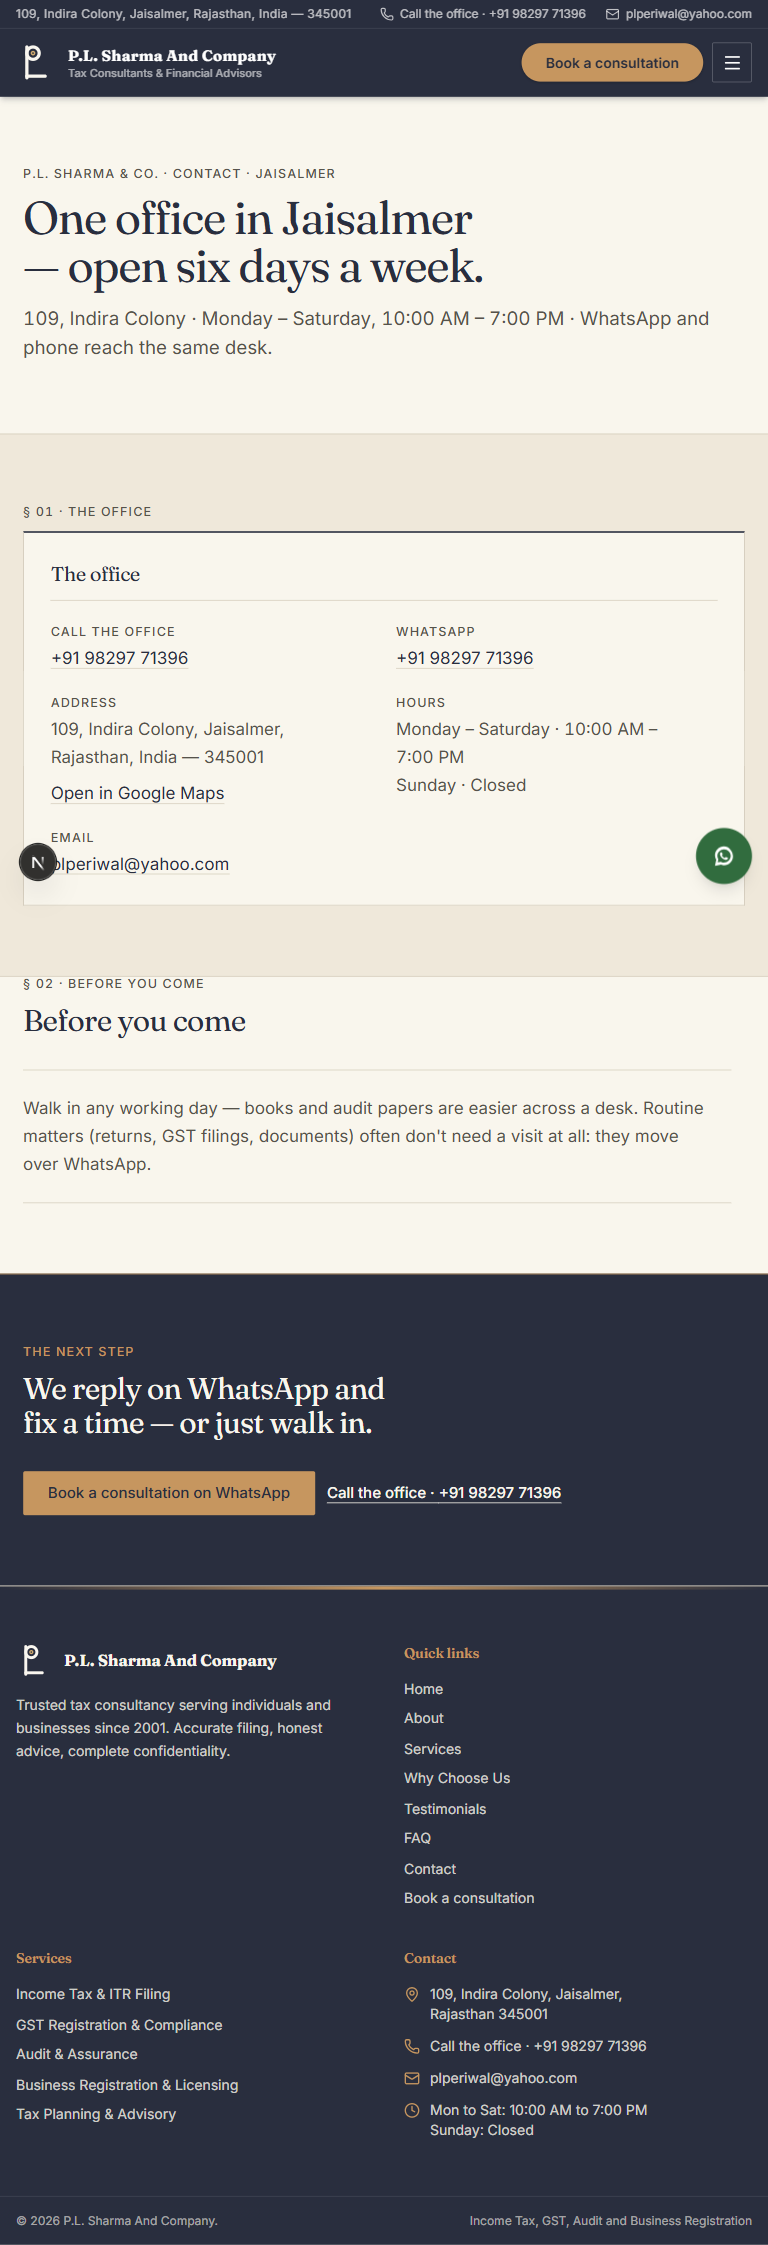 109, Indira Colony, Jaisalmer, Rajasthan, India — 345001
Call the office · +91 98297 71396
plperiwal@yahoo.com
P.L. Sharma And Company
Tax Consultants & Financial Advisors
Book a consultation
P.L. SHARMA & CO. · CONTACT · JAISALMER
One office in Jaisalmer
— open six days a week.
109, Indira Colony · Monday – Saturday, 10:00 AM – 7:00 PM · WhatsApp and
phone reach the same desk.
§ 01 · THE OFFICE
The office
CALL THE OFFICE
+91 98297 71396
WHATSAPP
+91 98297 71396
ADDRESS
109, Indira Colony, Jaisalmer,
Rajasthan, India — 345001
Open in Google Maps
HOURS
Monday – Saturday · 10:00 AM –
7:00 PM
Sunday · Closed
EMAIL
plperiwal@yahoo.com
N
§ 02 · BEFORE YOU COME
Before you come
Walk in any working day — books and audit papers are easier across a desk. Routine
matters (returns, GST filings, documents) often don't need a visit at all: they move
over WhatsApp.
THE NEXT STEP
We reply on WhatsApp and
fix a time — or just walk in.
Book a consultation on WhatsApp
Call the office · +91 98297 71396
P.L. Sharma And Company
Trusted tax consultancy serving individuals and
businesses since 2001. Accurate filing, honest
advice, complete confidentiality.
Quick links
Home
About
Services
Why Choose Us
Testimonials
FAQ
Contact
Book a consultation
Services
Income Tax & ITR Filing
GST Registration & Compliance
Audit & Assurance
Business Registration & Licensing
Tax Planning & Advisory
Contact
109, Indira Colony, Jaisalmer,
Rajasthan 345001
Call the office · +91 98297 71396
plperiwal@yahoo.com
Mon to Sat: 10:00 AM to 7:00 PM
Sunday: Closed
© 2026 P.L. Sharma And Company.
Income Tax, GST, Audit and Business Registration